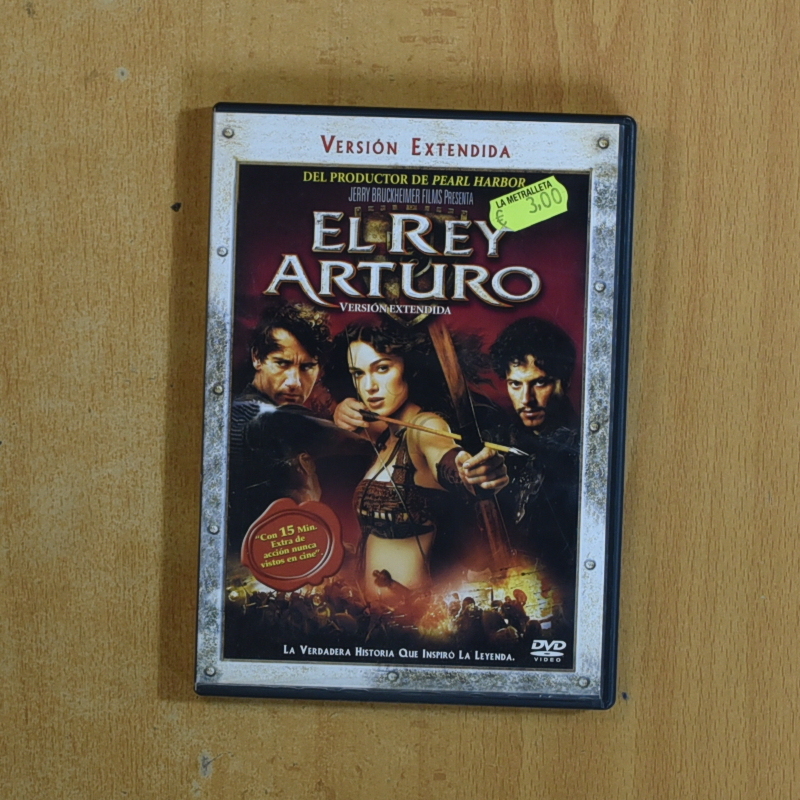 VERSIÓN EXTENDIDA
DEL PRODUCTOR DE PEARL HARBOR
JERRY BRUCKHEIMER FILMS PRESENTA
LA METRALLETA
€ 3,00
EL REY
ARTURO
VERSIÓN EXTENDIDA
"Con 15 Min.
Extra de
acción nunca
vistos en cine".
LA VERDADERA HISTORIA QUE INSPIRÓ LA LEYENDA.
DVD
VIDEO